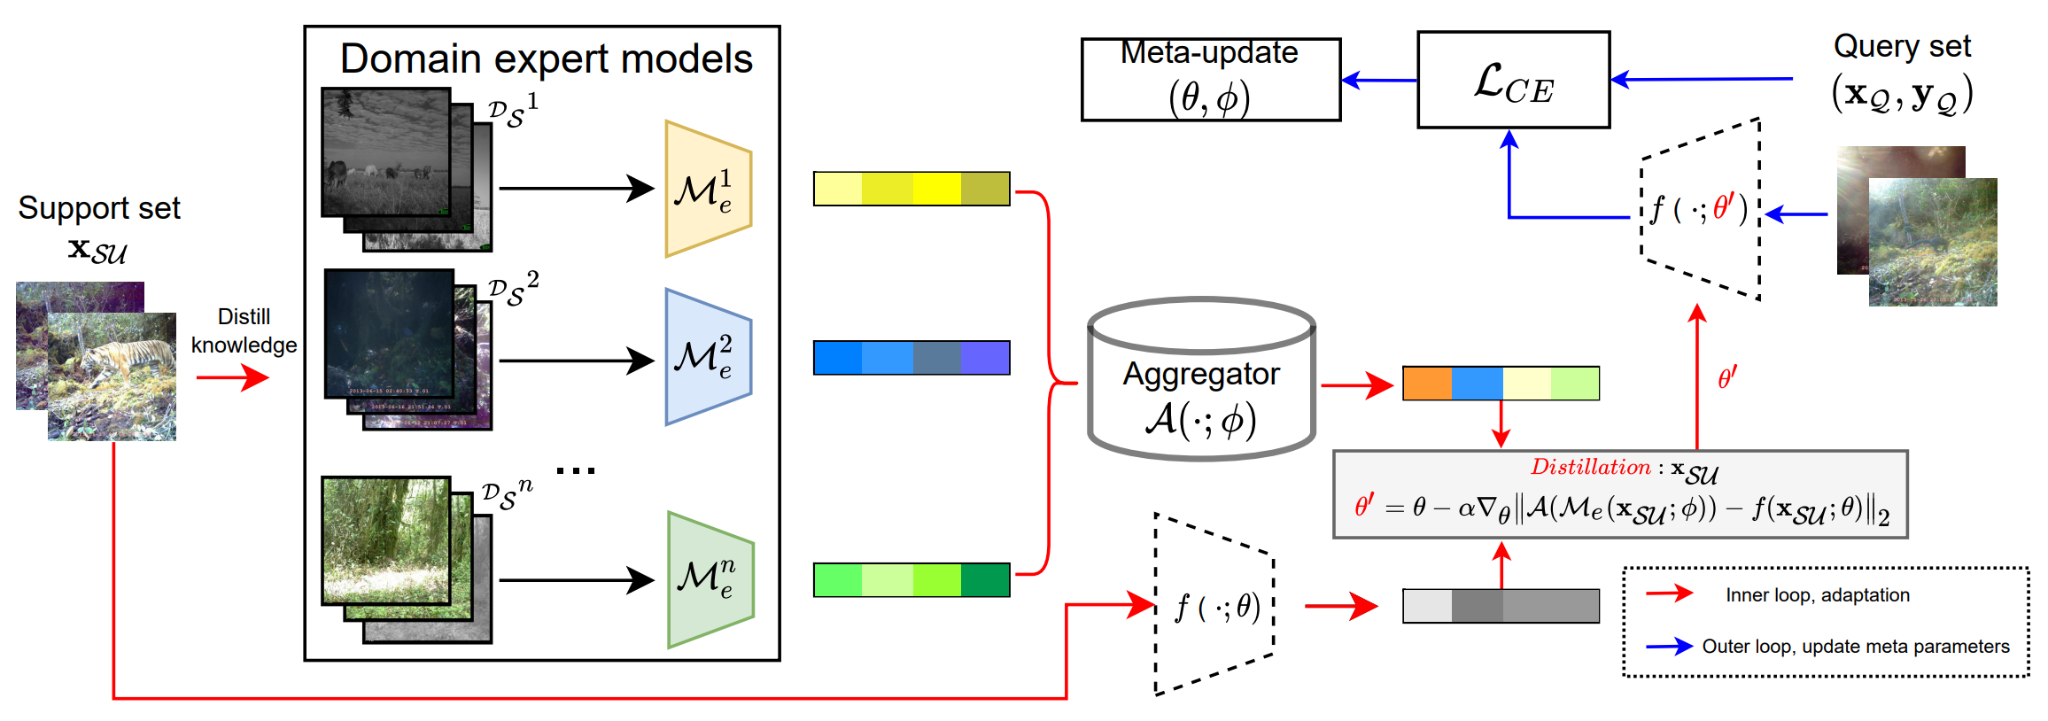 Support set
𝐱_𝒮𝒰
Distill
knowledge
Domain expert models
𝒟_𝒮^1
ℳ_e^1
𝒟_𝒮^2
ℳ_e^2
...
𝒟_𝒮^n
ℳ_e^n
Aggregator
𝒜(·; ϕ)
f(·; θ)
Distillation : 𝐱_𝒮𝒰
θ′ = θ − α∇_θ‖𝒜(ℳ_e(𝐱_𝒮𝒰; ϕ)) − f(𝐱_𝒮𝒰; θ)‖_2
θ′
f(·; θ′)
Query set
(𝐱_𝒬, 𝐲_𝒬)
ℒ_CE
Meta-update
(θ, ϕ)
Inner loop, adaptation
Outer loop, update meta parameters